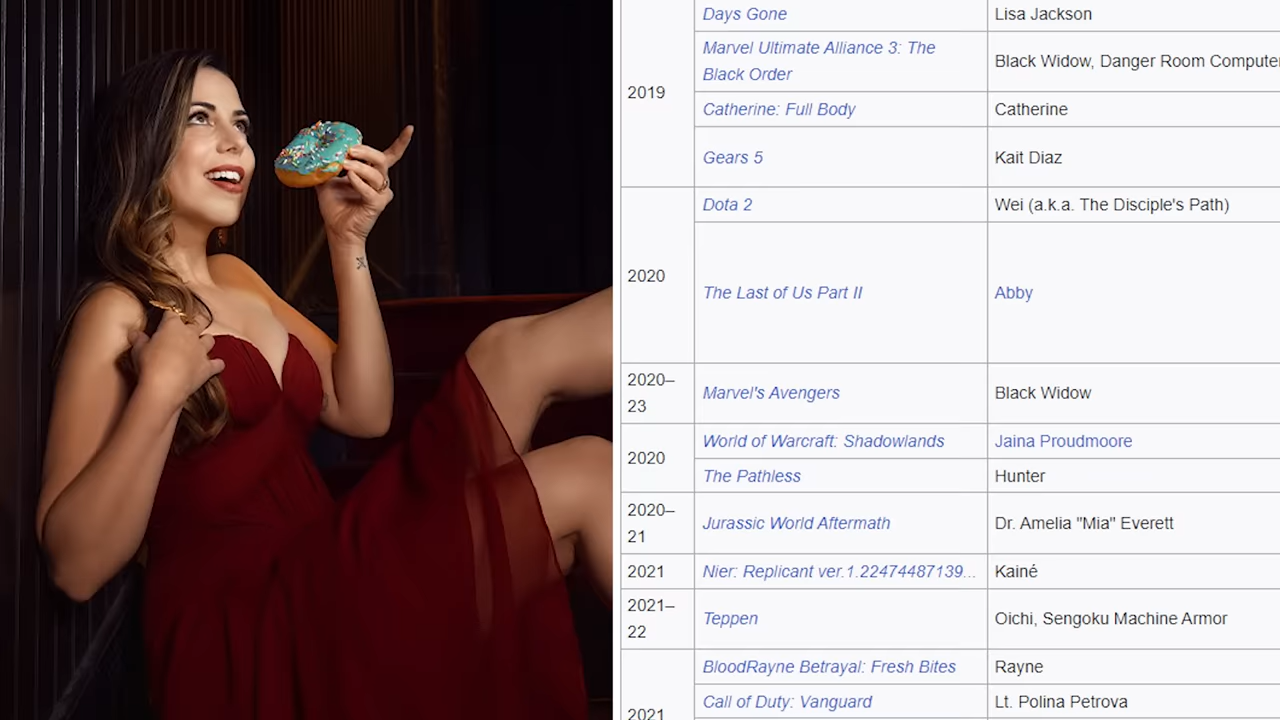 Days Gone
Lisa Jackson
2019
Marvel Ultimate Alliance 3: The
Black Order
Black Widow, Danger Room Computer
Catherine: Full Body
Catherine
Gears 5
Kait Diaz
2020
Dota 2
Wei (a.k.a. The Disciple's Path)
The Last of Us Part II
Abby
2020–
23
Marvel's Avengers
Black Widow
2020
World of Warcraft: Shadowlands
Jaina Proudmoore
The Pathless
Hunter
2020–
21
Jurassic World Aftermath
Dr. Amelia "Mia" Everett
2021
Nier: Replicant ver.1.22474487139...
Kainé
2021–
22
Teppen
Oichi, Sengoku Machine Armor
2021
BloodRayne Betrayal: Fresh Bites
Rayne
Call of Duty: Vanguard
Lt. Polina Petrova